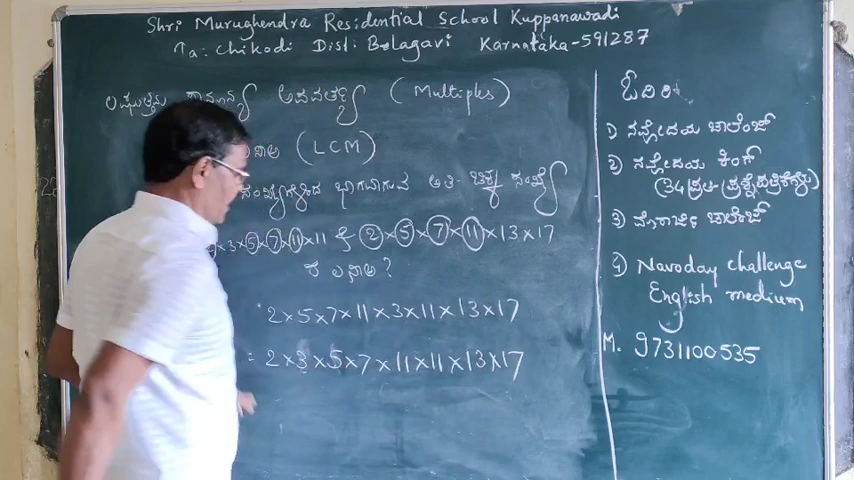 Shri Murughendra Residential School Kuppanawadi
Ta: Chikodi Dist: Belagavi Karnataka-591287
ಲಘುತ್ತಮ ಸಾಮಾನ್ಯ ಅಪವರ್ತ್ಯ (Multiples)
(LCM)
ಸಂಖ್ಯೆಗಳಿಂದ ಭಾಗವಾಗುವ ಅತಿ ಚಿಕ್ಕ ಸಂಖ್ಯೆ
×3×5×7×11×11 & 2×5×7×11×13×17
ಕ ಲಸಾಅ?
2×5×7×11×3×11×13×17
= 2×3×5×7×11×11×13×17
ಓದಿರಿ
1) ನವೋದಯ ಚಾಲೆಂಜ್
2) ನವೋದಯ ಕಿಂಗ್
(34 ಪ್ರಶ್ನೆಪತ್ರಿಕೆಗಳು)
3) ಮೊರಾರ್ಜಿ ಚಾಲೆಂಜ್
4) Navoday challenge
English medium
M. 9731100535